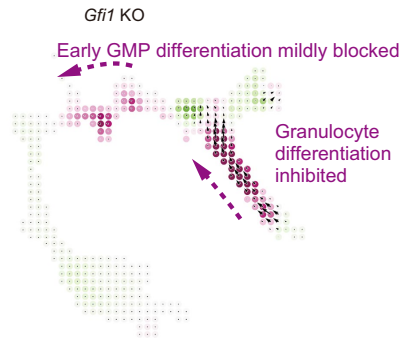 Gfi1 KO
Early GMP differentiation mildly blocked
Granulocyte
differentiation
inhibited